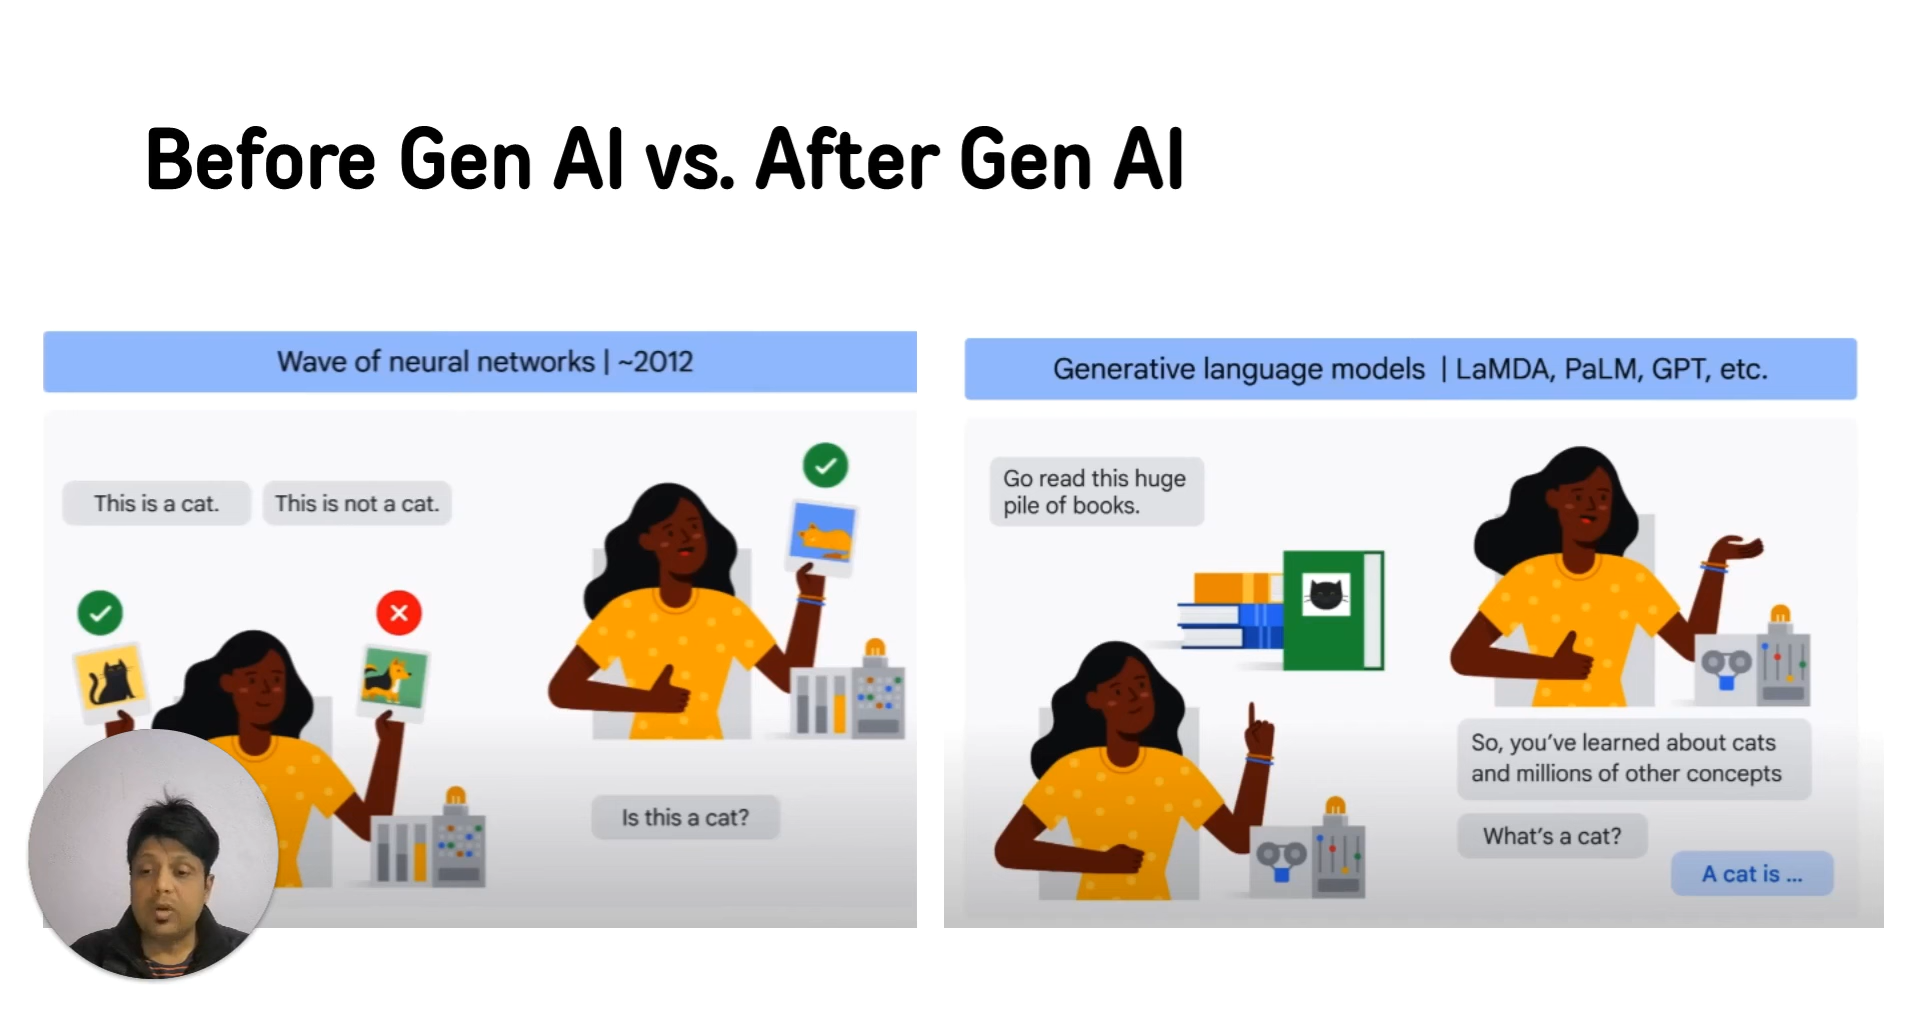 Before Gen AI vs. After Gen AI
Wave of neural networks | ~2012
This is a cat.
This is not a cat.
Is this a cat?
Generative language models | LaMDA, PaLM, GPT, etc.
Go read this huge
pile of books.
So, you’ve learned about cats
and millions of other concepts
What’s a cat?
A cat is ...